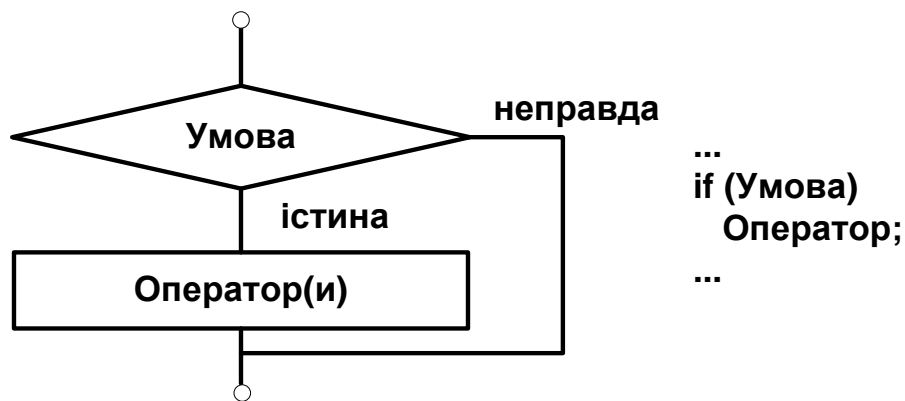 неправда
Умова
істина
Оператор(и)
...
if (Умова)
Оператор;
...